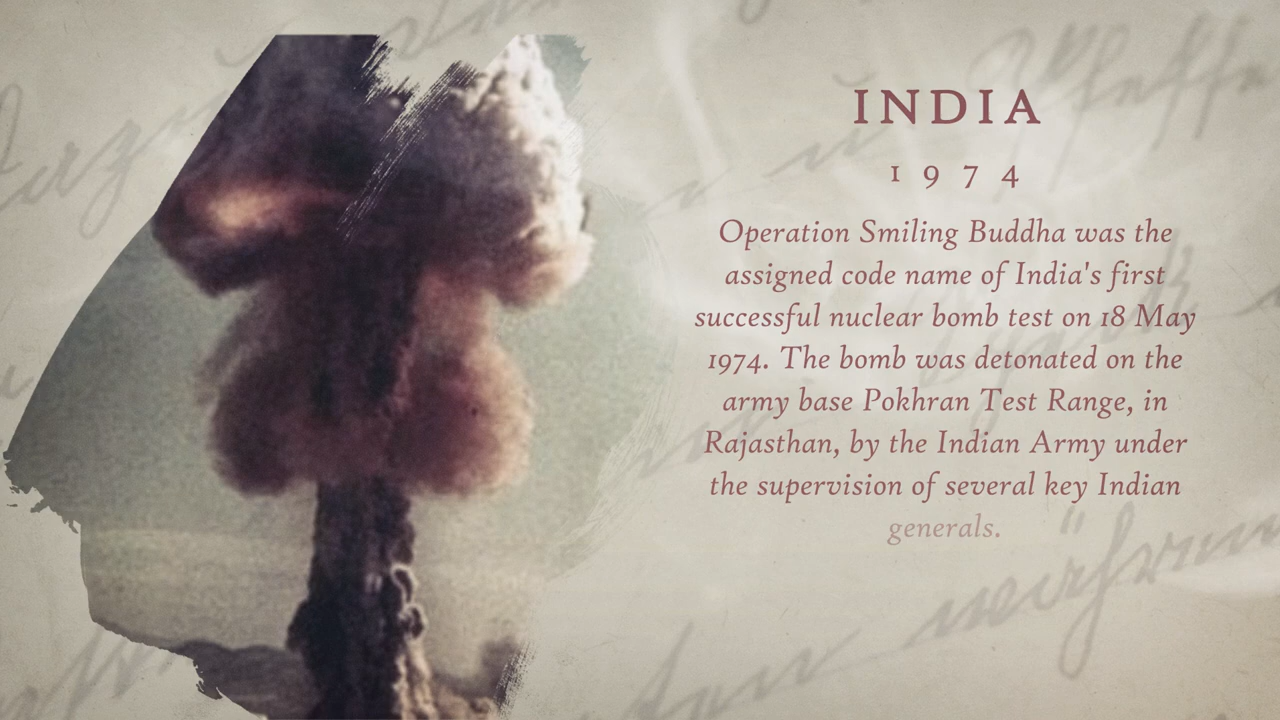 INDIA
1974
Operation Smiling Buddha was the
assigned code name of India's first
successful nuclear bomb test on 18 May
1974. The bomb was detonated on the
army base Pokhran Test Range, in
Rajasthan, by the Indian Army under
the supervision of several key Indian
generals.